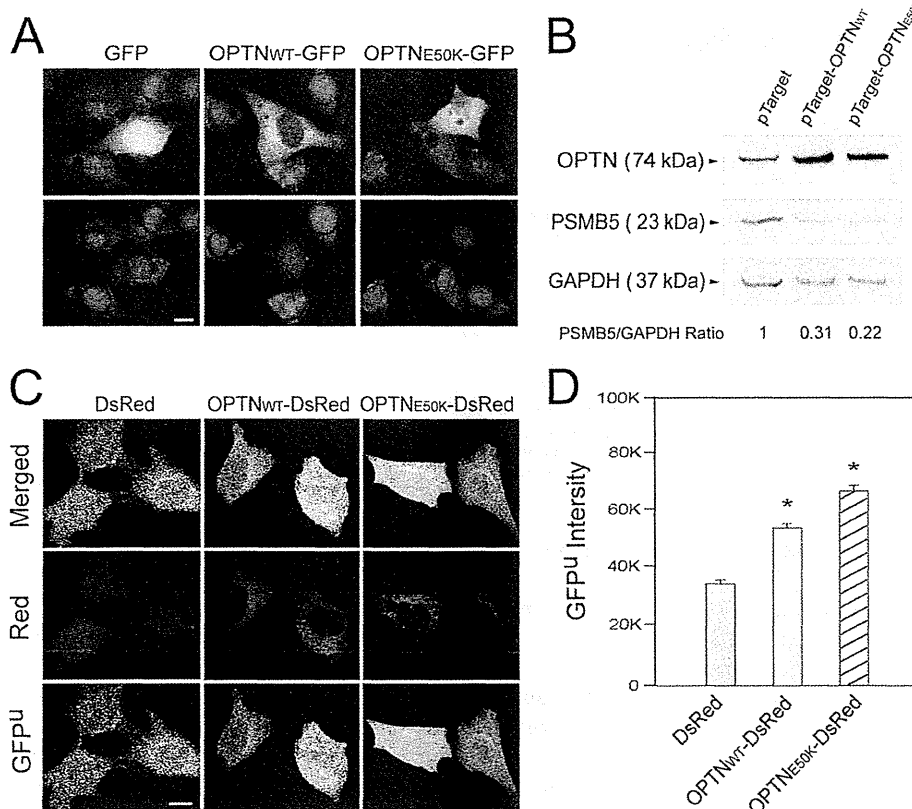 A
GFP OPTNWT-GFP OPTNE50K-GFP
B
pTarget
pTarget-OPTNWT
OPTN (74 kDa)
PSMB5 (23 kDa)
GAPDH (37 kDa)
PSMB5/GAPDH Ratio 1 0.31 0.22
C
DsRed OPTNWT-DsRed OPTNE50K-DsRed
Merged
Red
GFPu
D
100K
80K
60K
40K
20K
0
GFPu Intersity
* *
DsRed
OPTNWT-DsRed
OPTNE50K-DsRed